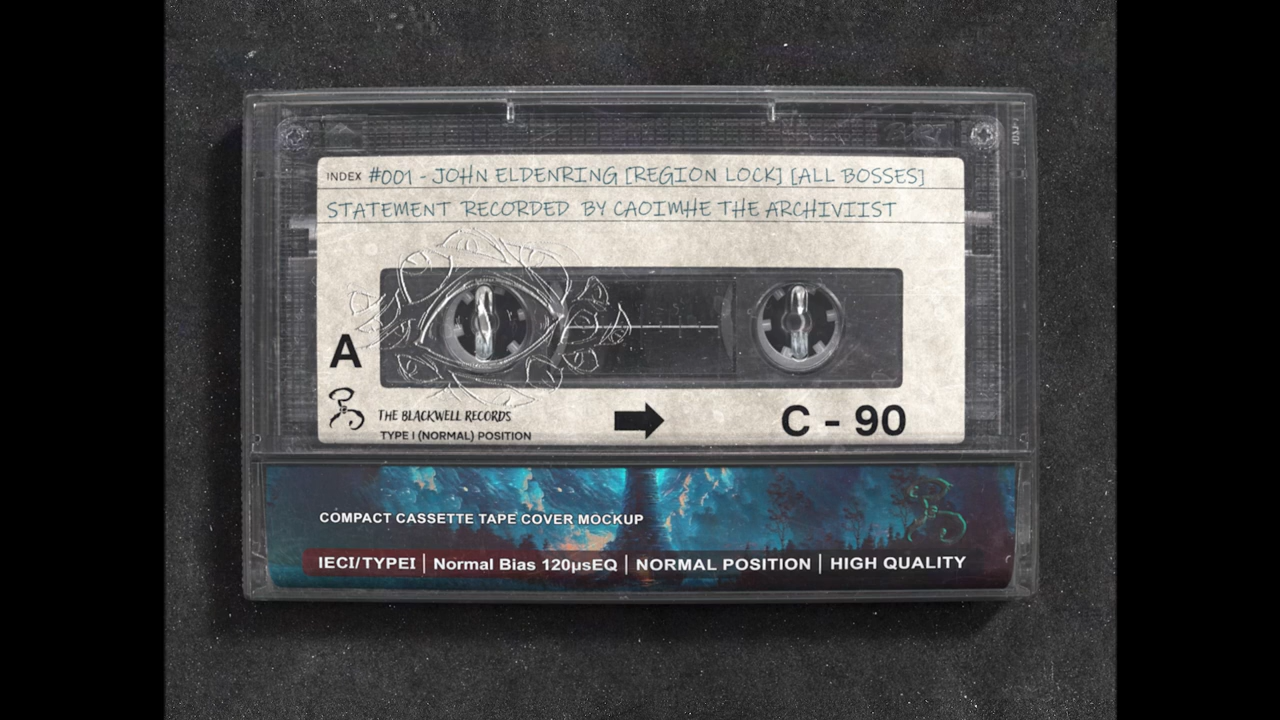 INDEX #001 - JOHN ELDENRING [REGION LOCK] [ALL BOSSES]
STATEMENT RECORDED BY CAOIMHE THE ARCHIVIIST
A
THE BLACKWELL RECORDS
TYPE I (NORMAL) POSITION
C - 90
COMPACT CASSETTE TAPE COVER MOCKUP
IECI/TYPEI | Normal Bias 120µsEQ | NORMAL POSITION | HIGH QUALITY